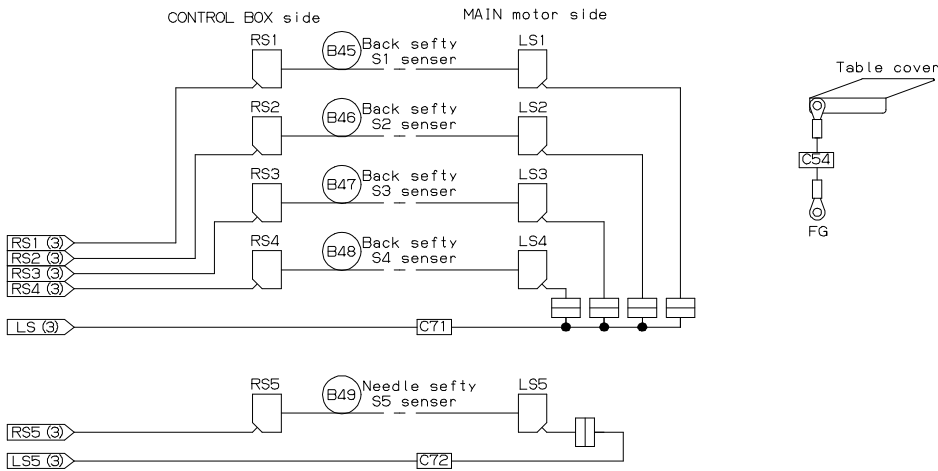 CONTROL BOX side
MAIN motor side
RS1
B45
Back sefty
S1 senser
LS1
Table cover
RS2
B46
Back sefty
S2 senser
LS2
C54
RS3
B47
Back sefty
S3 senser
LS3
FG
RS4
B48
Back sefty
S4 senser
LS4
RS1 (3)
RS2 (3)
RS3 (3)
RS4 (3)
LS (3)
C71
RS5
B49
Needle sefty
S5 senser
LS5
RS5 (3)
LS5 (3)
C72